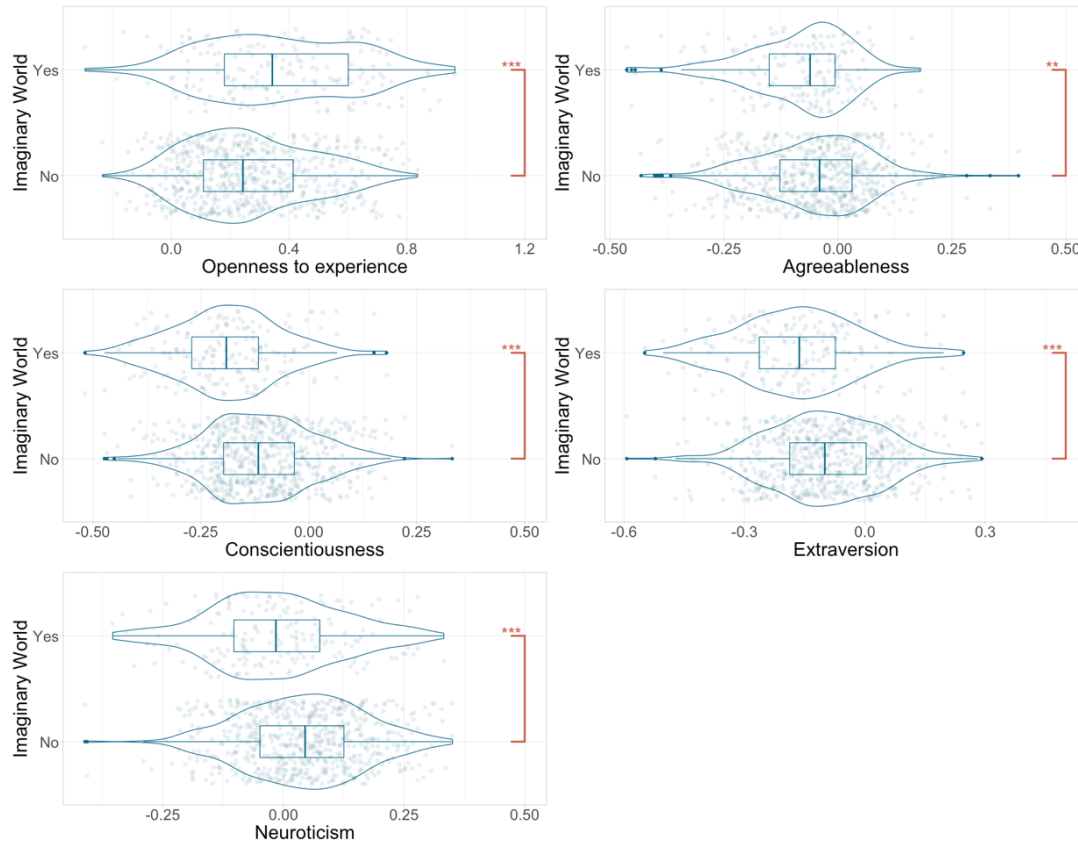 Imaginary World
Yes
No
***
0.0 0.4 0.8 1.2
Openness to experience
Imaginary World
Yes
No
**
-0.50 -0.25 0.00 0.25 0.50
Agreeableness
Imaginary World
Yes
No
***
-0.50 -0.25 0.00 0.25 0.50
Conscientiousness
Imaginary World
Yes
No
***
-0.6 -0.3 0.0 0.3
Extraversion
Imaginary World
Yes
No
***
-0.25 0.00 0.25 0.50
Neuroticism